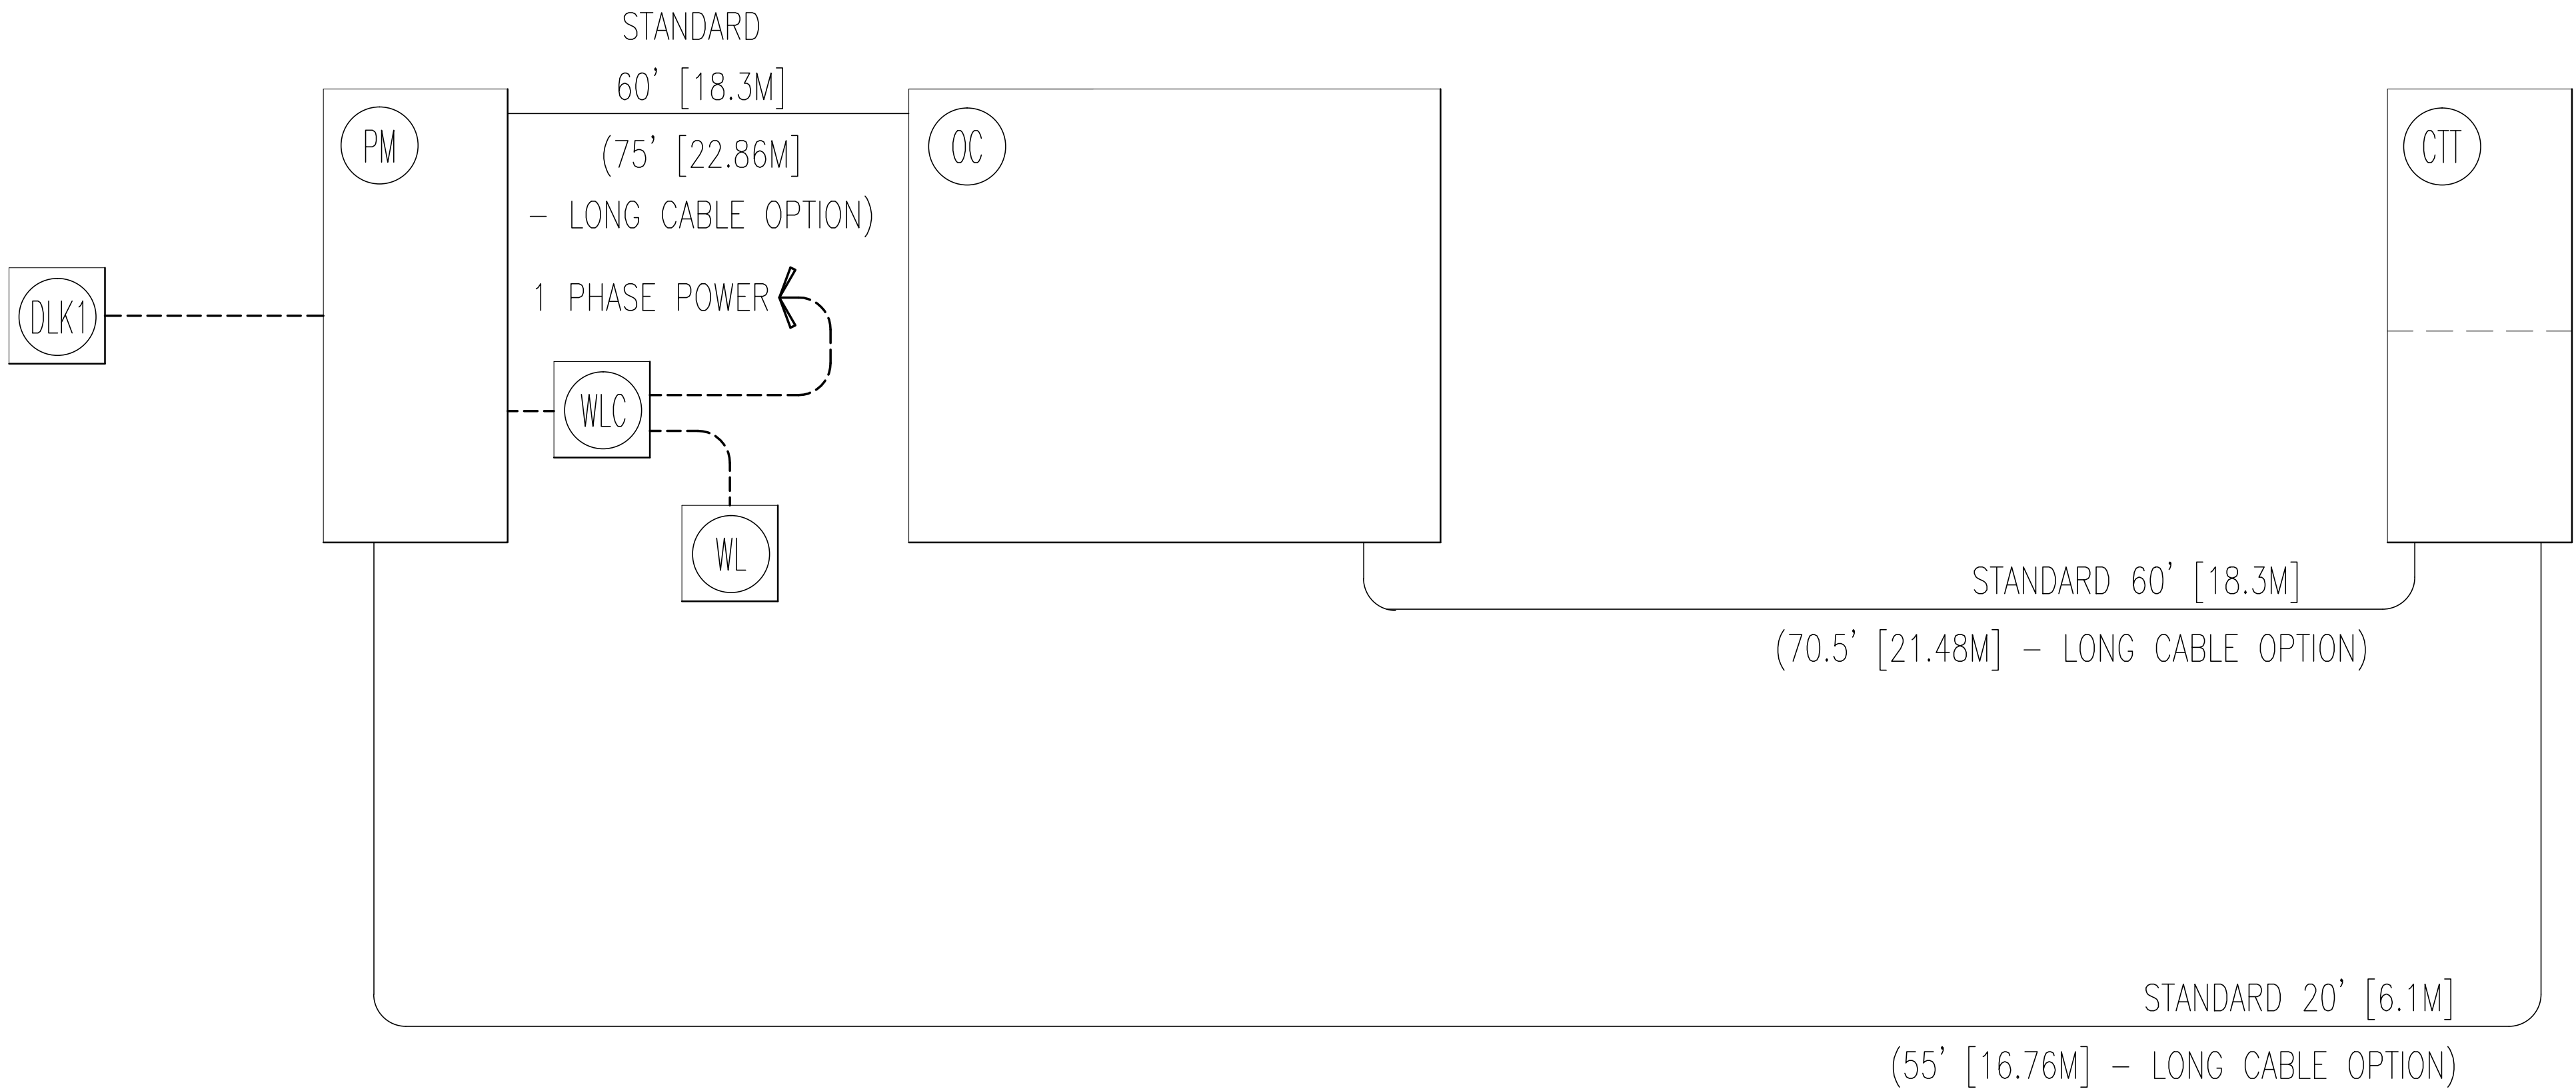 STANDARD
60' [18.3M]
(75' [22.86M]
- LONG CABLE OPTION)
PM
OC
CTT
1 PHASE POWER
DLK1
WLC
WL
STANDARD 60' [18.3M]
(70.5' [21.48M] - LONG CABLE OPTION)
STANDARD 20' [6.1M]
(55' [16.76M] - LONG CABLE OPTION)